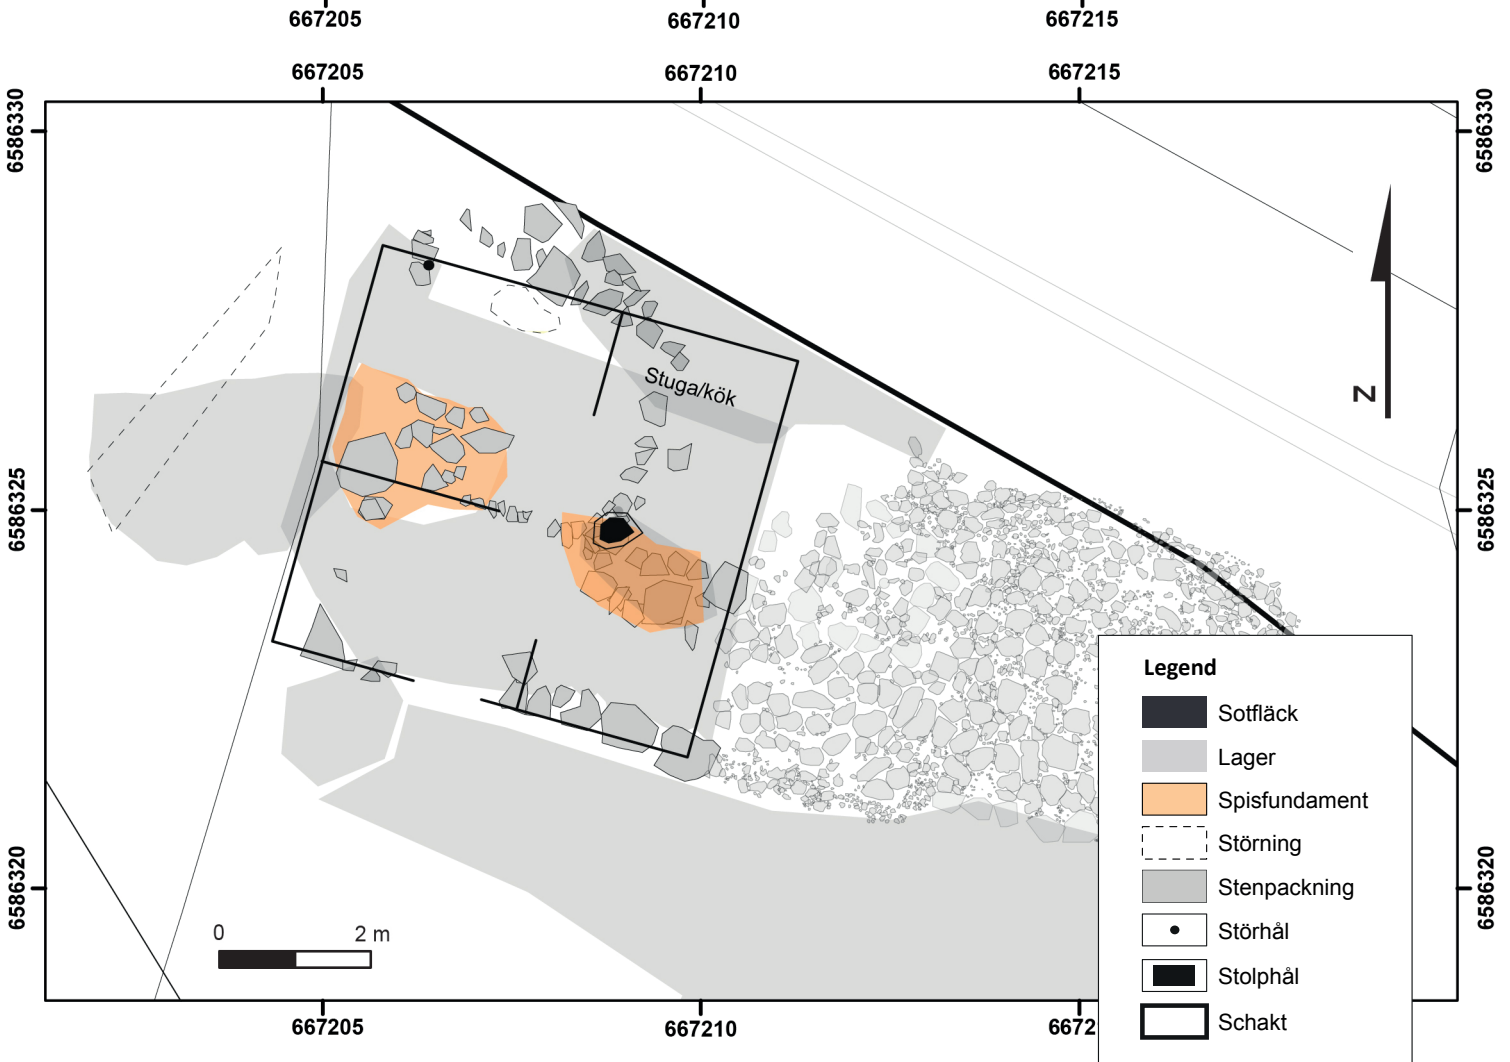 667205 667210 667215
667205 667210 667215
6586330 6586330
Stuga/kök
N
6586325 6586325
Legend
Sotfläck
Lager
Spisfundament
Störning
Stenpackning
Störhål
Stolphål
Schakt
6586320 6586320
0 2 m
667205 667210 6672